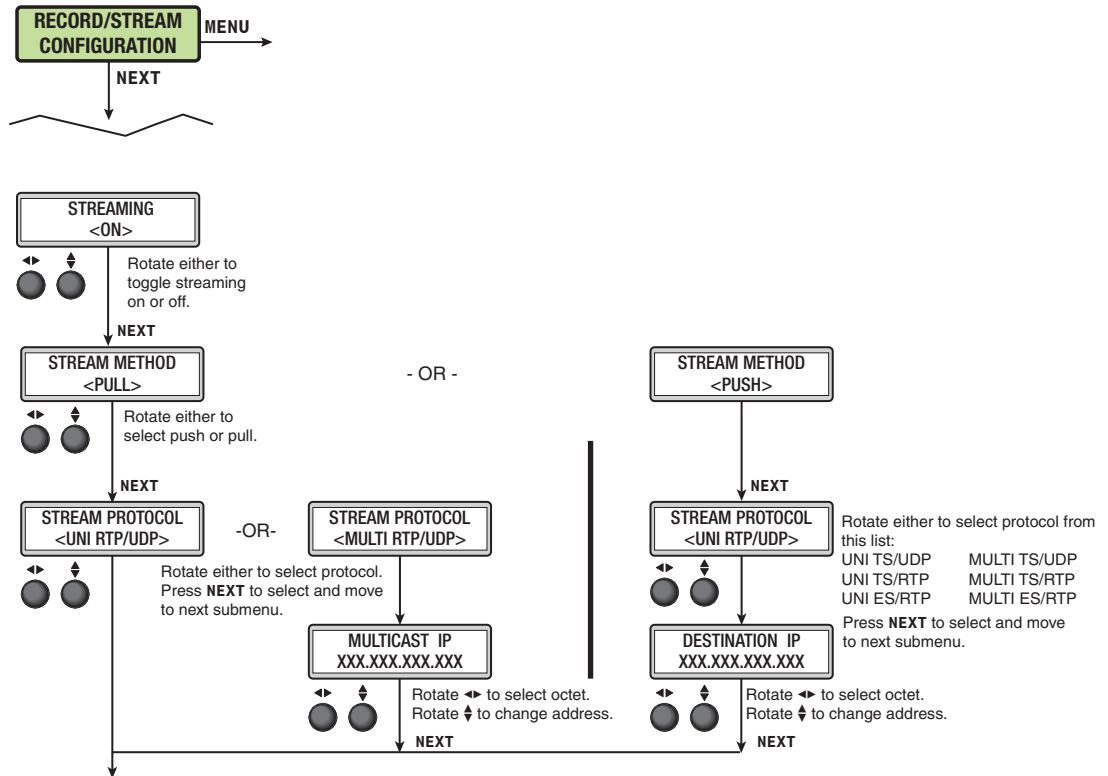 RECORD/STREAM
CONFIGURATION
MENU
NEXT
STREAMING
<ON>
Rotate either to
toggle streaming
on or off.
NEXT
STREAM METHOD
<PULL>
- OR -
STREAM METHOD
<PUSH>
Rotate either to
select push or pull.
NEXT
NEXT
STREAM PROTOCOL
<UNI RTP/UDP>
-OR-
STREAM PROTOCOL
<MULTI RTP/UDP>
Rotate either to select protocol.
Press NEXT to select and move
to next submenu.
STREAM PROTOCOL
<UNI RTP/UDP>
Rotate either to select protocol from
this list:
UNI TS/UDP MULTI TS/UDP
UNI TS/RTP MULTI TS/RTP
UNI ES/RTP MULTI ES/RTP
Press NEXT to select and move
to next submenu.
MULTICAST IP
XXX.XXX.XXX.XXX
Rotate ◂▸ to select octet.
Rotate ♦ to change address.
NEXT
DESTINATION IP
XXX.XXX.XXX.XXX
Rotate ◂▸ to select octet.
Rotate ♦ to change address.
NEXT